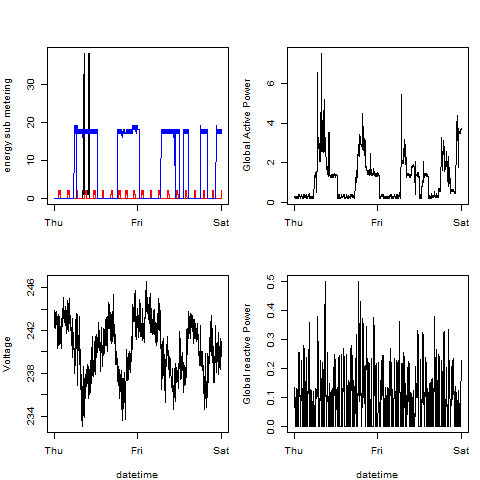 energy sub metering
30
20
10
0
Thu
Fri
Sat
Global Active Power
6
4
2
0
Thu
Fri
Sat
Voltage
246
242
238
234
Thu
Fri
Sat
datetime
Global reactive Power
0.5
0.4
0.3
0.2
0.1
0.0
Thu
Fri
Sat
datetime